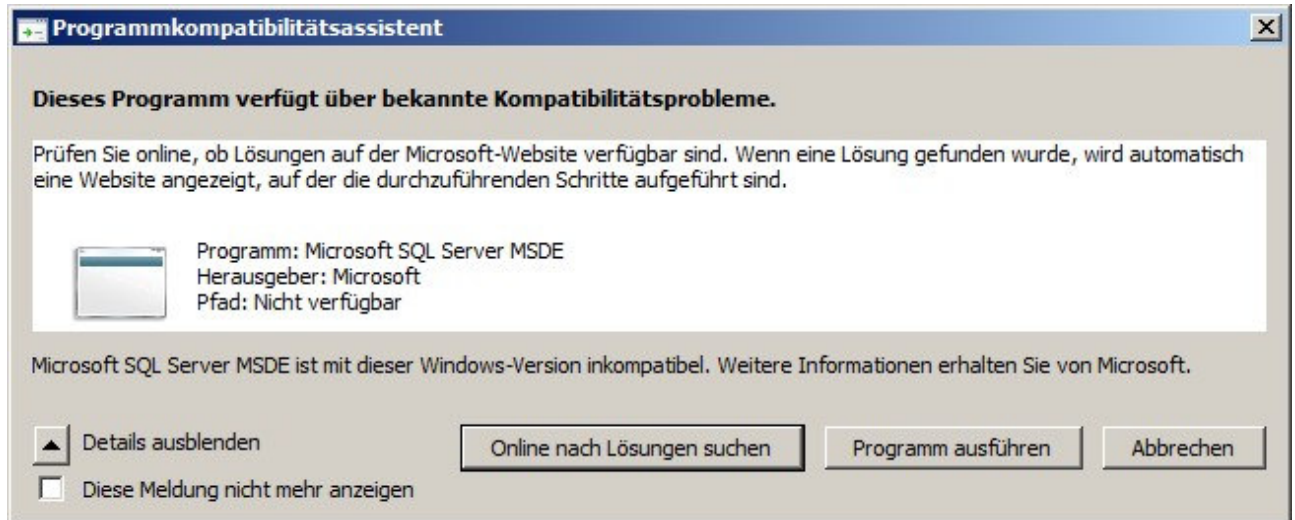 Programmkompatibilitätsassistent
Dieses Programm verfügt über bekannte Kompatibilitätsprobleme.
Prüfen Sie online, ob Lösungen auf der Microsoft-Website verfügbar sind. Wenn eine Lösung gefunden wurde, wird automatisch
eine Website angezeigt, auf der die durchzuführenden Schritte aufgeführt sind.
Programm: Microsoft SQL Server MSDE
Herausgeber: Microsoft
Pfad: Nicht verfügbar
Microsoft SQL Server MSDE ist mit dieser Windows-Version inkompatibel. Weitere Informationen erhalten Sie von Microsoft.
Details ausblenden
Online nach Lösungen suchen
Programm ausführen
Abbrechen
Diese Meldung nicht mehr anzeigen